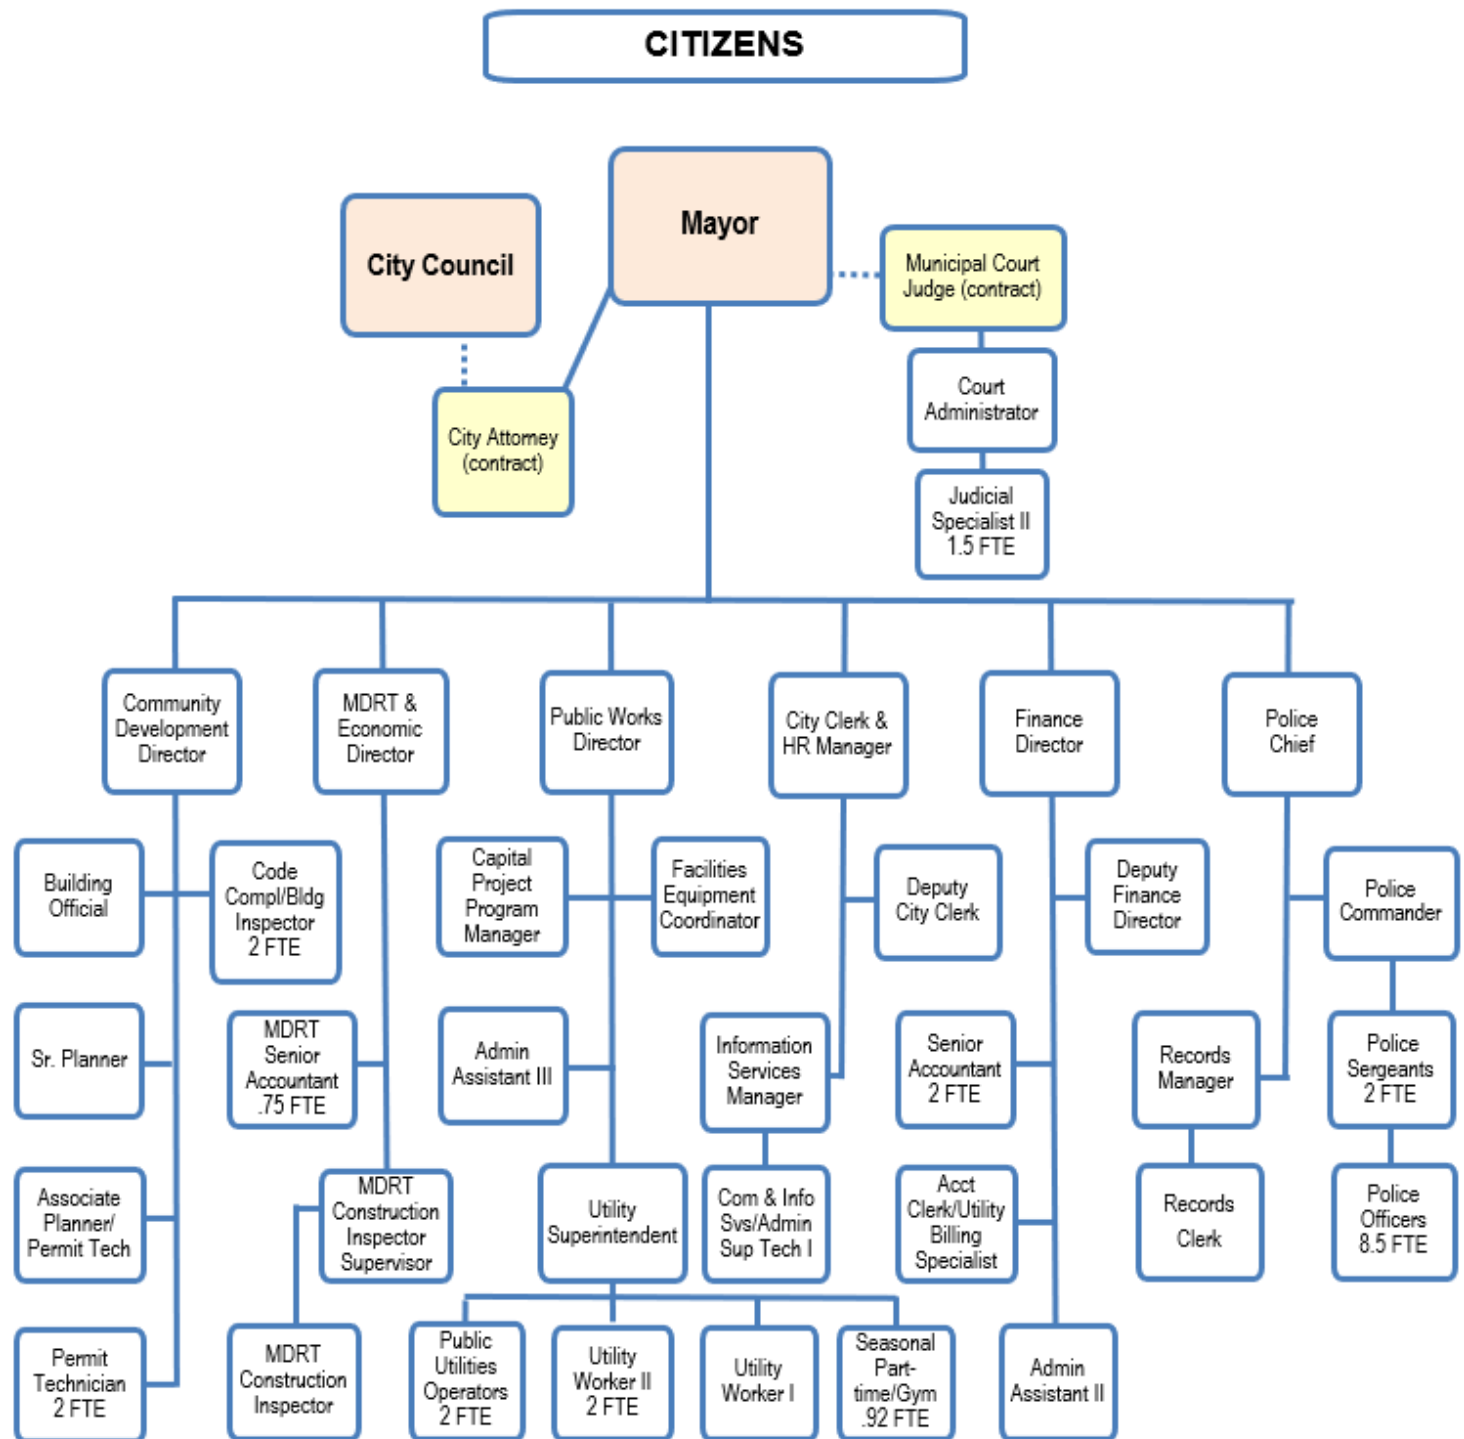 CITIZENS
Mayor
City Council
Municipal Court
Judge (contract)
Court
Administrator
City Attorney
(contract)
Judicial
Specialist II
1.5 FTE
Community
Development
Director
MDRT &
Economic
Director
Public Works
Director
City Clerk &
HR Manager
Finance
Director
Police
Chief
Building
Official
Code
Compl/Bldg
Inspector
2 FTE
Capital
Project
Program
Manager
Facilities
Equipment
Coordinator
Deputy
City Clerk
Deputy
Finance
Director
Police
Commander
Sr. Planner
MDRT
Senior
Accountant
.75 FTE
Admin
Assistant III
Information
Services
Manager
Senior
Accountant
2 FTE
Records
Manager
Police
Sergeants
2 FTE
Associate
Planner/
Permit Tech
MDRT
Construction
Inspector
Supervisor
Utility
Superintendent
Com & Info
Svs/Admin
Sup Tech I
Acct
Clerk/Utility
Billing
Specialist
Records
Clerk
Police
Officers
8.5 FTE
Permit
Technician
2 FTE
MDRT
Construction
Inspector
Public
Utilities
Operators
2 FTE
Utility
Worker II
2 FTE
Utility
Worker I
Seasonal
Part-
time/Gym
.92 FTE
Admin
Assistant II